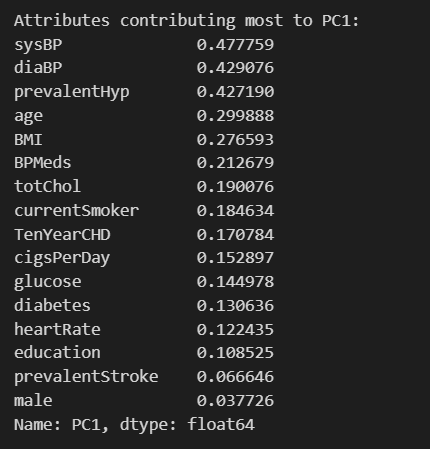 Attributes contributing most to PC1:
sysBP 0.477759
diaBP 0.429076
prevalentHyp 0.427190
age 0.299888
BMI 0.276593
BPMeds 0.212679
totChol 0.190076
currentSmoker 0.184634
TenYearCHD 0.170784
cigsPerDay 0.152897
glucose 0.144978
diabetes 0.130636
heartRate 0.122435
education 0.108525
prevalentStroke 0.066646
male 0.037726
Name: PC1, dtype: float64